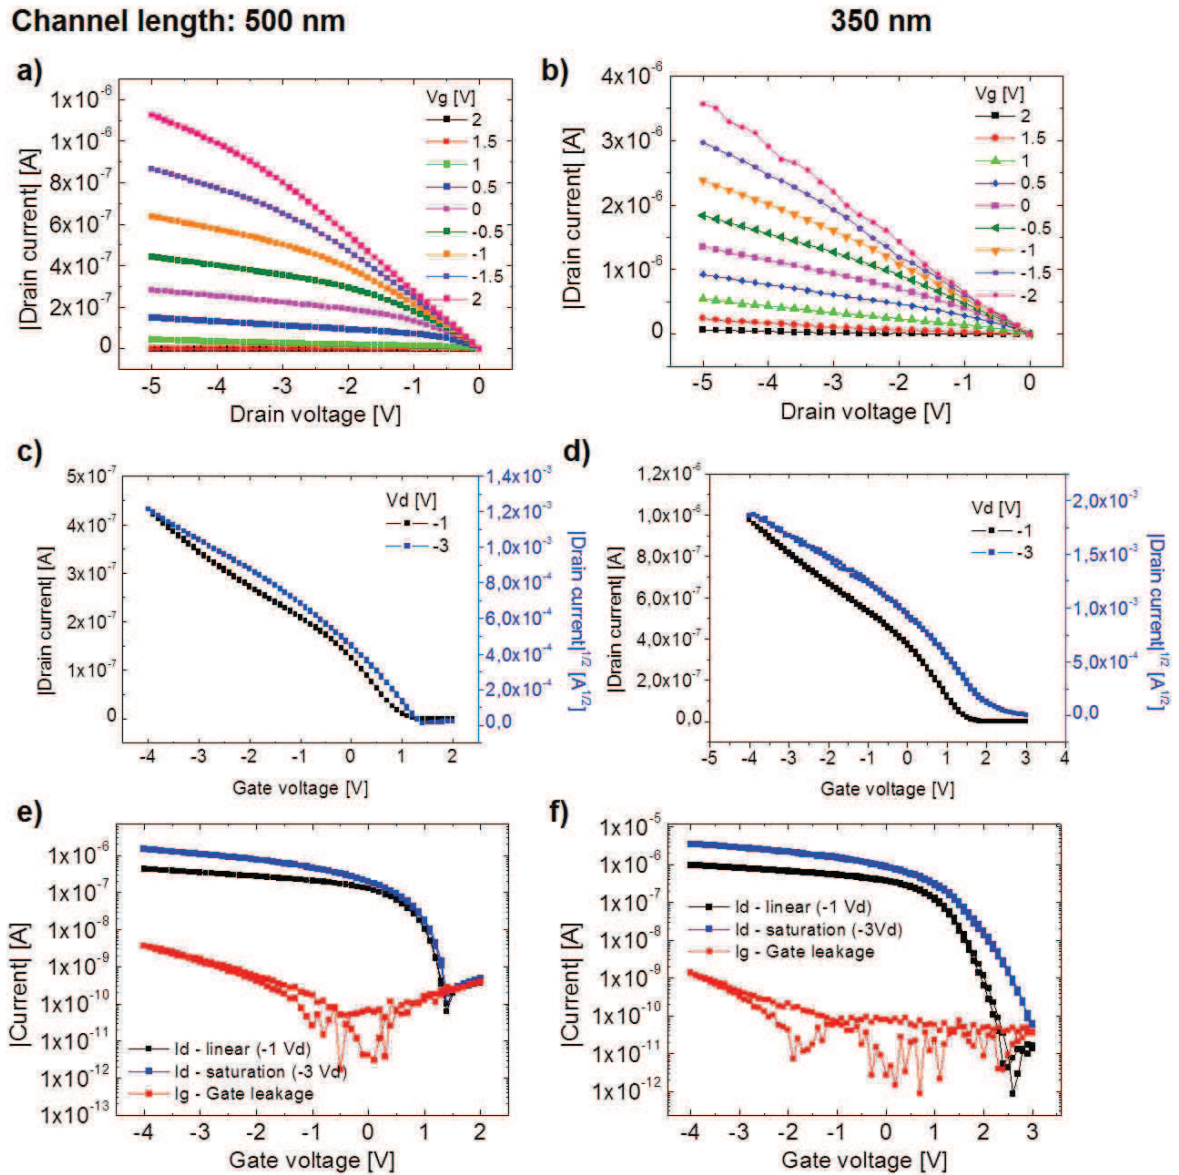 Channel length: 500 nm
350 nm
a)
|Drain current| [A]
1x10⁻⁶
1x10⁻⁶
8x10⁻⁷
6x10⁻⁷
4x10⁻⁷
2x10⁻⁷
0
Vg [V]
2
1.5
1
0.5
0
-0.5
-1
-1.5
2
-5 -4 -3 -2 -1 0
Drain voltage [V]
b)
|Drain current| [A]
4x10⁻⁶
3x10⁻⁶
2x10⁻⁶
1x10⁻⁶
0
Vg [V]
2
1.5
1
0.5
0
-0.5
-1
-1.5
-2
-5 -4 -3 -2 -1 0
Drain voltage [V]
c)
|Drain current| [A]
5x10⁻⁷
4x10⁻⁷
3x10⁻⁷
2x10⁻⁷
1x10⁻⁷
0
Vd [V]
-1
-3
1,4x10⁻³
1,2x10⁻³
1,0x10⁻³
8,0x10⁻⁴
6,0x10⁻⁴
4,0x10⁻⁴
2,0x10⁻⁴
0,0
|Drain current|¹ᐟ² [A¹ᐟ²]
-4 -3 -2 -1 0 1 2
Gate voltage [V]
d)
|Drain current| [A]
1,2x10⁻⁶
1,0x10⁻⁶
8,0x10⁻⁷
6,0x10⁻⁷
4,0x10⁻⁷
2,0x10⁻⁷
0,0
Vd [V]
-1
-3
2,0x10⁻³
1,5x10⁻³
1,0x10⁻³
5,0x10⁻⁴
0,0
|Drain current|¹ᐟ² [A¹ᐟ²]
-5 -4 -3 -2 -1 0 1 2 3 4
Gate voltage [V]
e)
|Current| [A]
1x10⁻⁶
1x10⁻⁷
1x10⁻⁸
1x10⁻⁹
1x10⁻¹⁰
1x10⁻¹¹
1x10⁻¹²
1x10⁻¹³
Id - linear (-1 Vd)
Id - saturation (-3 Vd)
Ig - Gate leakage
-4 -3 -2 -1 0 1 2
Gate voltage [V]
f)
|Current| [A]
1x10⁻⁵
1x10⁻⁶
1x10⁻⁷
1x10⁻⁸
1x10⁻⁹
1x10⁻¹⁰
1x10⁻¹¹
1x10⁻¹²
Id - linear (-1 Vd)
Id - saturation (-3Vd)
Ig - Gate leakage
-4 -3 -2 -1 0 1 2 3
Gate voltage [V]